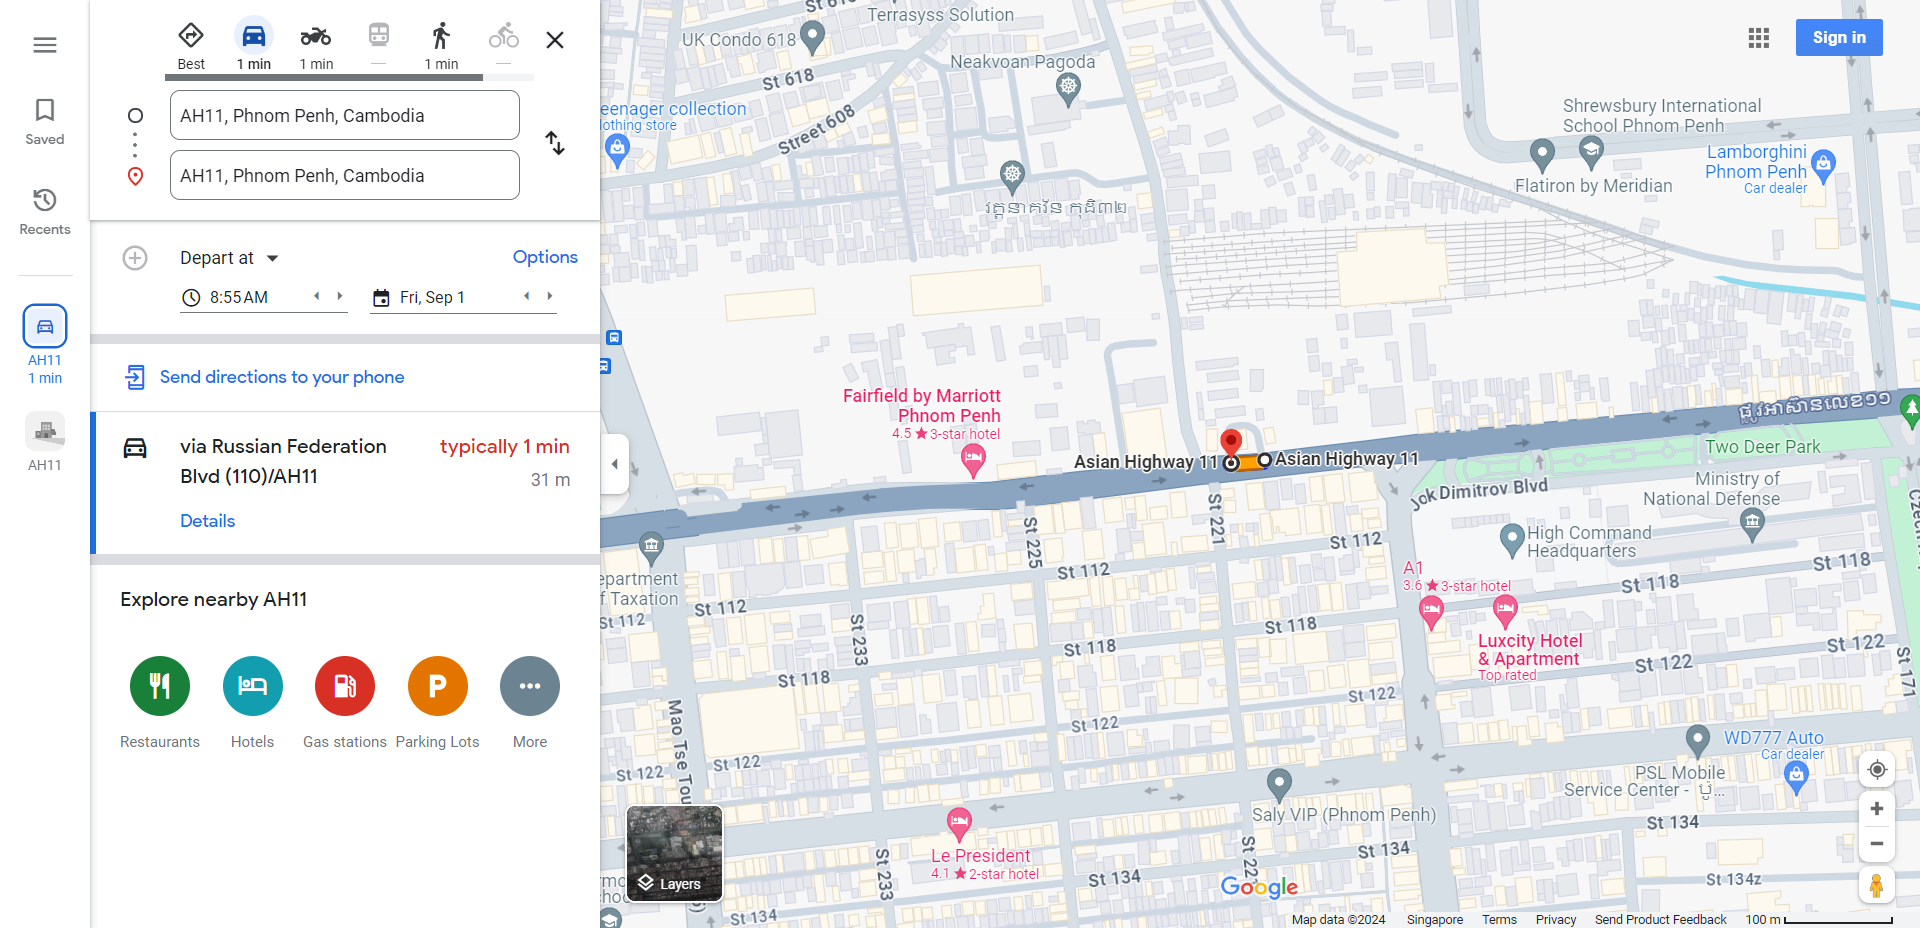 Best
1 min
1 min
1 min
AH11, Phnom Penh, Cambodia
AH11, Phnom Penh, Cambodia
Saved
Recents
AH11
1 min
AH11
Depart at
Options
8:55 AM
Fri, Sep 1
Send directions to your phone
via Russian Federation
Blvd (110)/AH11
typically 1 min
31 m
Details
Explore nearby AH11
Restaurants
Hotels
Gas stations
Parking Lots
More
Sign in
Terrasyss Solution
UK Condo 618
St 618
Neakvoan Pagoda
Street 608
eenager collection
lothing store
វត្តនាគវ័ន កុដិ៣២
Shrewsbury International
School Phnom Penh
Flatiron by Meridian
Lamborghini
Phnom Penh
Car dealer
Fairfield by Marriott
Phnom Penh
4.5 ★ 3-star hotel
Asian Highway 11
Asian Highway 11
ផ្លូវអាស៊ានលេខ១១
Two Deer Park
Jok Dimitrov Blvd
Ministry of
National Defense
High Command
Headquarters
St 221
St 225
St 112
St 112
St 112
St 112
epartment
f Taxation
A1
3.6 ★ 3-star hotel
Luxcity Hotel
& Apartment
Top rated
St 118
St 118
St 118
St 118
St 118
St 122
St 122
St 122
St 122
St 122
St 122
St 171
St 233
St 233
Mao Tse Tou
WD777 Auto
Car dealer
PSL Mobile
Service Center - ប៉ូ...
Saly VIP (Phnom Penh)
Le President
4.1 ★ 2-star hotel
St 134
St 134
St 134
St 134
St 134z
Layers
Google
Map data ©2024
Singapore
Terms
Privacy
Send Product Feedback
100 m